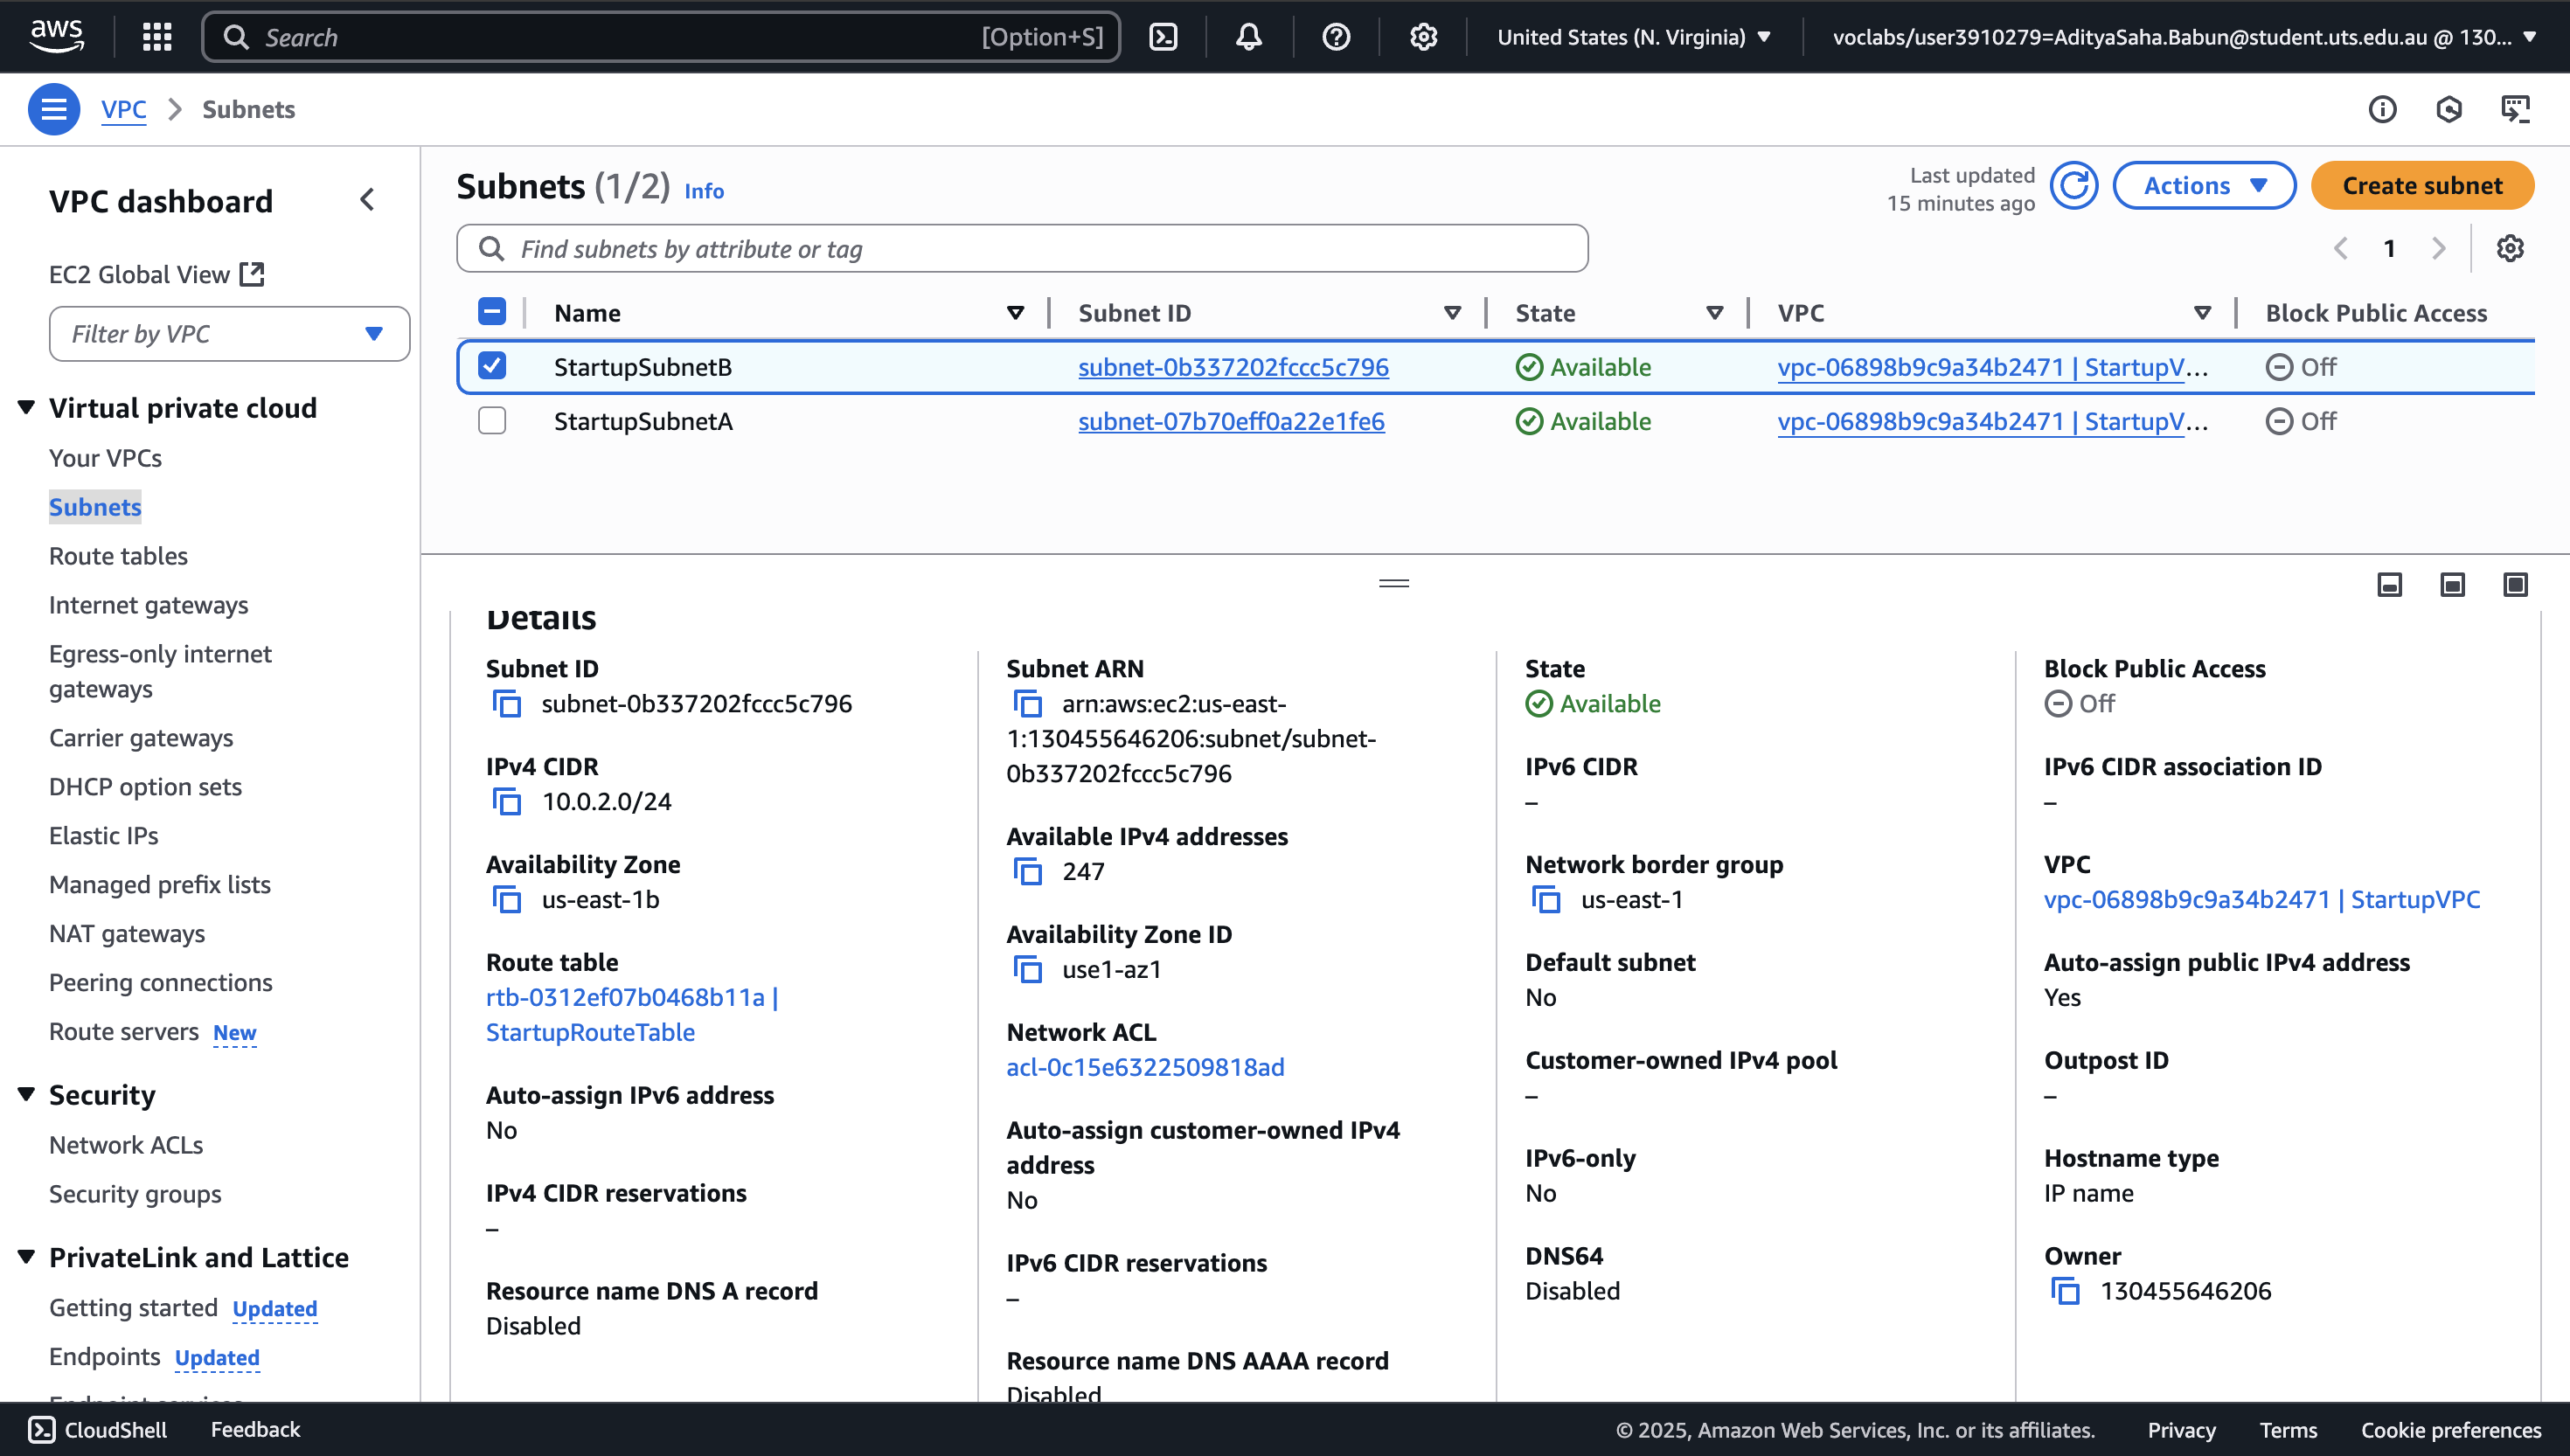 aws
Search
[Option+S]
United States (N. Virginia)
voclabs/user3910279=AdityaSaha.Babun@student.uts.edu.au @ 130...
VPC
Subnets
VPC dashboard
EC2 Global View
Filter by VPC
Virtual private cloud
Your VPCs
Subnets
Route tables
Internet gateways
Egress-only internet
gateways
Carrier gateways
DHCP option sets
Elastic IPs
Managed prefix lists
NAT gateways
Peering connections
Route servers New
Security
Network ACLs
Security groups
PrivateLink and Lattice
Getting started Updated
Endpoints Updated
Endpoint services
Subnets (1/2) Info
Last updated
15 minutes ago
Actions
Create subnet
Find subnets by attribute or tag
1
Name Subnet ID State VPC Block Public Access
StartupSubnetB subnet-0b337202fccc5c796 Available vpc-06898b9c9a34b2471 | StartupV... Off
StartupSubnetA subnet-07b70eff0a22e1fe6 Available vpc-06898b9c9a34b2471 | StartupV... Off
Details
Subnet ID
subnet-0b337202fccc5c796
IPv4 CIDR
10.0.2.0/24
Availability Zone
us-east-1b
Route table
rtb-0312ef07b0468b11a |
StartupRouteTable
Auto-assign IPv6 address
No
IPv4 CIDR reservations
–
Resource name DNS A record
Disabled
Subnet ARN
arn:aws:ec2:us-east-
1:130455646206:subnet/subnet-
0b337202fccc5c796
Available IPv4 addresses
247
Availability Zone ID
use1-az1
Network ACL
acl-0c15e6322509818ad
Auto-assign customer-owned IPv4
address
No
IPv6 CIDR reservations
–
Resource name DNS AAAA record
Disabled
State
Available
IPv6 CIDR
–
Network border group
us-east-1
Default subnet
No
Customer-owned IPv4 pool
–
IPv6-only
No
DNS64
Disabled
Block Public Access
Off
IPv6 CIDR association ID
–
VPC
vpc-06898b9c9a34b2471 | StartupVPC
Auto-assign public IPv4 address
Yes
Outpost ID
–
Hostname type
IP name
Owner
130455646206
CloudShell
Feedback
© 2025, Amazon Web Services, Inc. or its affiliates.
Privacy
Terms
Cookie preferences